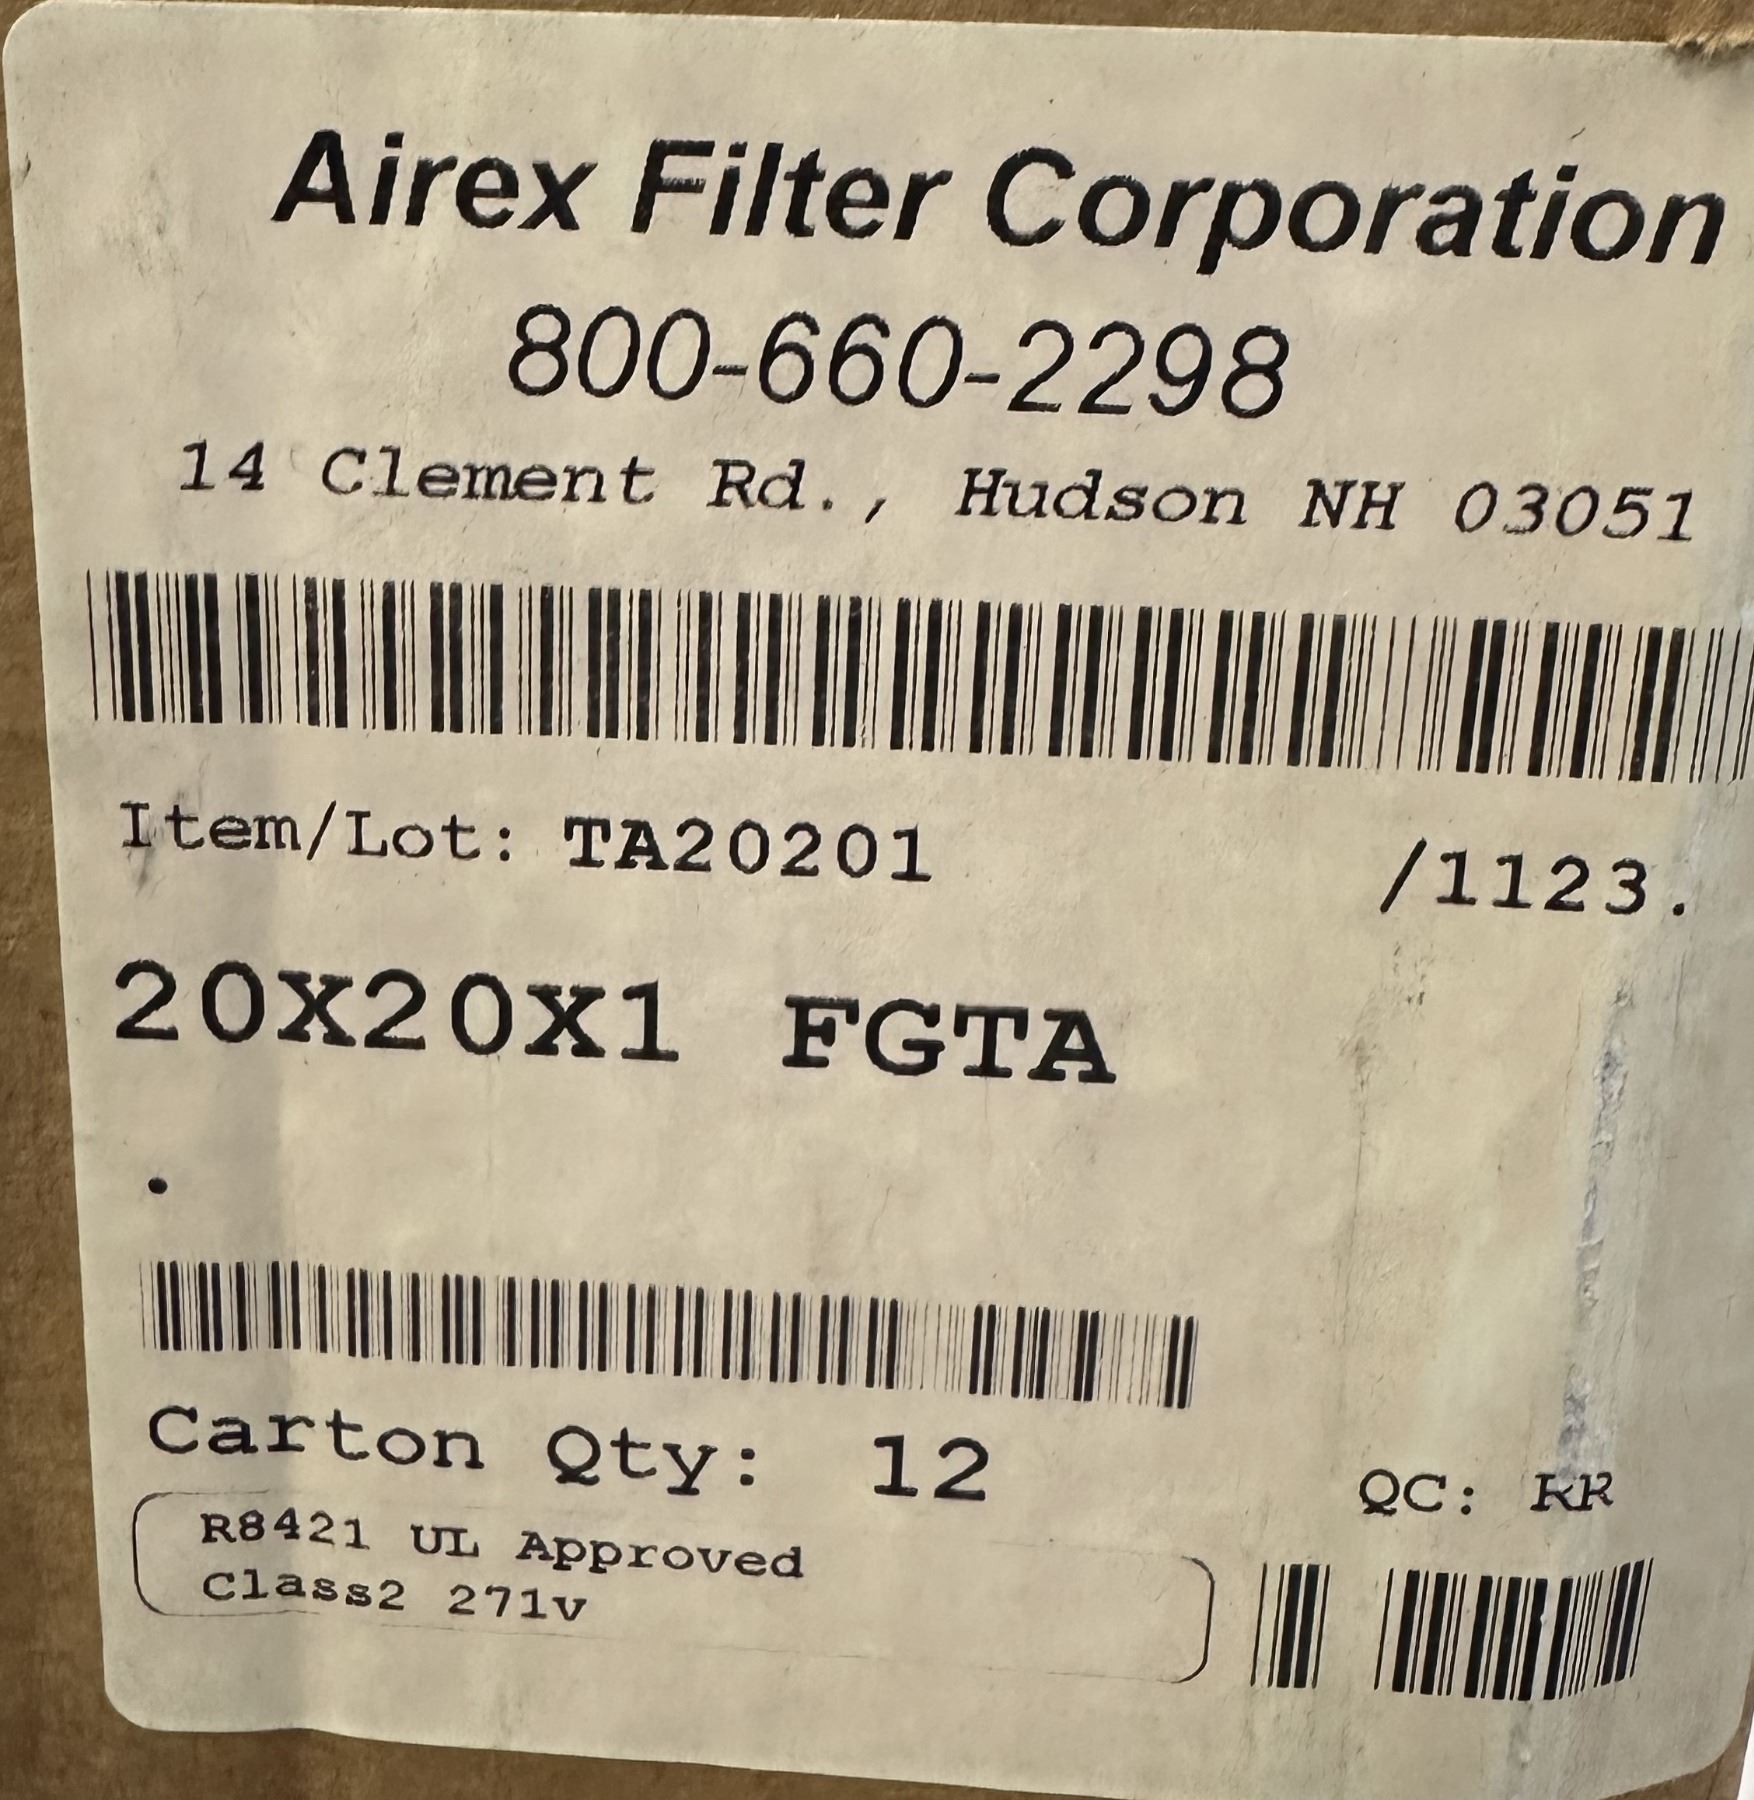 Airex Filter Corporation
800-660-2298
14 Clement Rd., Hudson NH 03051
Item/Lot: TA20201 /1123.
20X20X1 FGTA
.
Carton Qty: 12
QC: RR
R8421 UL Approved
Class2 271v